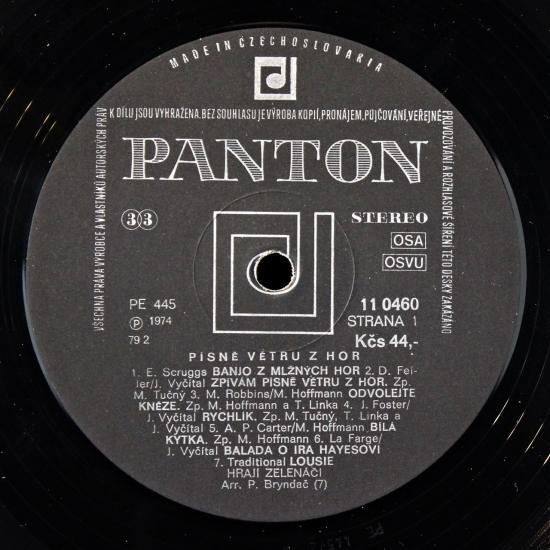 MADE IN CZECHOSLOVAKIA
VŠECHNA PRÁVA VÝROBCE A VLASTNÍKŮ AUTORSKÝCH PRÁV
K DÍLU JSOU VYHRAŽENA. BEZ SOUHLASU JE VÝROBA KOPIÍ, PRONÁJEM, PŮJČOVÁNÍ, VEŘEJNÉ
PROVOZOVÁNÍ A ROZHLASOVÉ ŠÍŘENÍ TÉTO DESKY ZAKÁZÁNO
PANTON
33
STEREO
OSA
OSVU
PE 445
11 0460
Ⓟ 1974
STRANA 1
79 2
Kčs 44,-
PÍSNĚ VĚTRU Z HOR
1. E. Scruggs BANJO Z MLŽNÝCH HOR 2. D. Fei-
ler/J. Vyčítal ZPÍVÁM PÍSNĚ VĚTRU Z HOR. Zp.
M. Tučný 3. M. Robbins/M. Hoffmann ODVOLEJTE
KNĚZE. Zp. M. Hoffmann a T. Linka 4. J. Foster/
J. Vyčítal RYCHLÍK. Zp. M. Tučný, T. Linka a
J. Vyčítal 5. A. P. Carter/M. Hoffmann BÍLÁ
KYTKA. Zp. M. Hoffmann 6. La Farge/
J. Vyčítal BALADA O IRA HAYESOVI
7. Traditional LOUSIE
HRAJÍ ZELENÁČI
Arr. P. Bryndač (7)